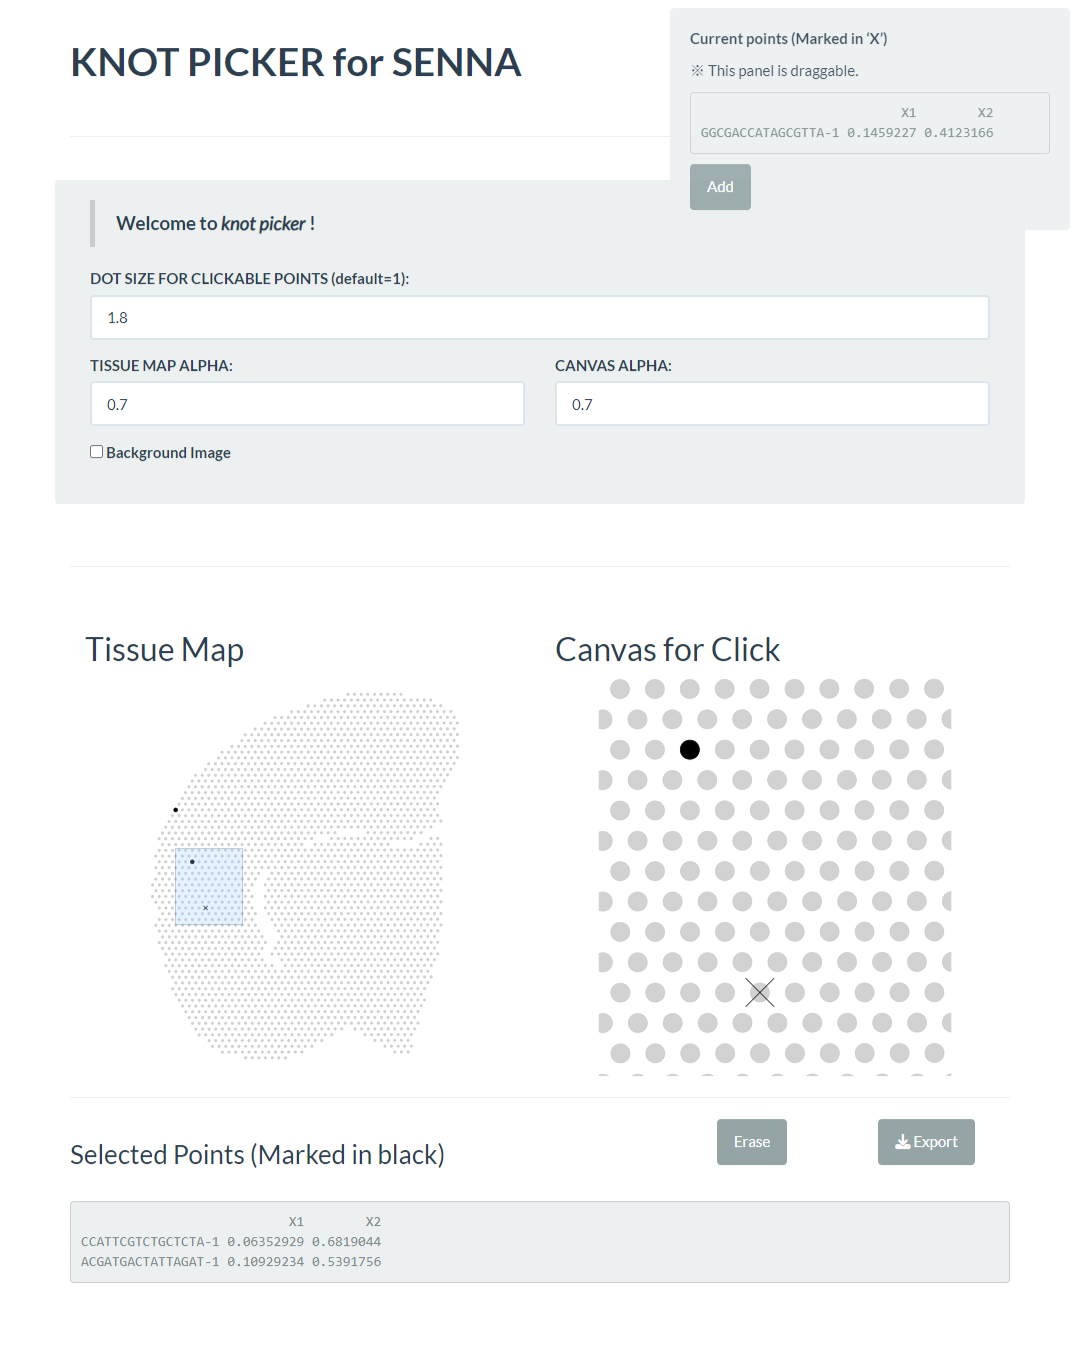 KNOT PICKER for SENNA
Current points (Marked in ‘X’)
※ This panel is draggable.
X1 X2
GGCGACCATAGCGTTA-1 0.1459227 0.4123166
Add
Welcome to knot picker !
DOT SIZE FOR CLICKABLE POINTS (default=1):
1.8
TISSUE MAP ALPHA:
0.7
CANVAS ALPHA:
0.7
Background Image
Tissue Map
Canvas for Click
Selected Points (Marked in black)
Erase
Export
X1 X2
CCATTCGTCTGCTCTA-1 0.06352929 0.6819044
ACGATGACTATTAGAT-1 0.10929234 0.5391756